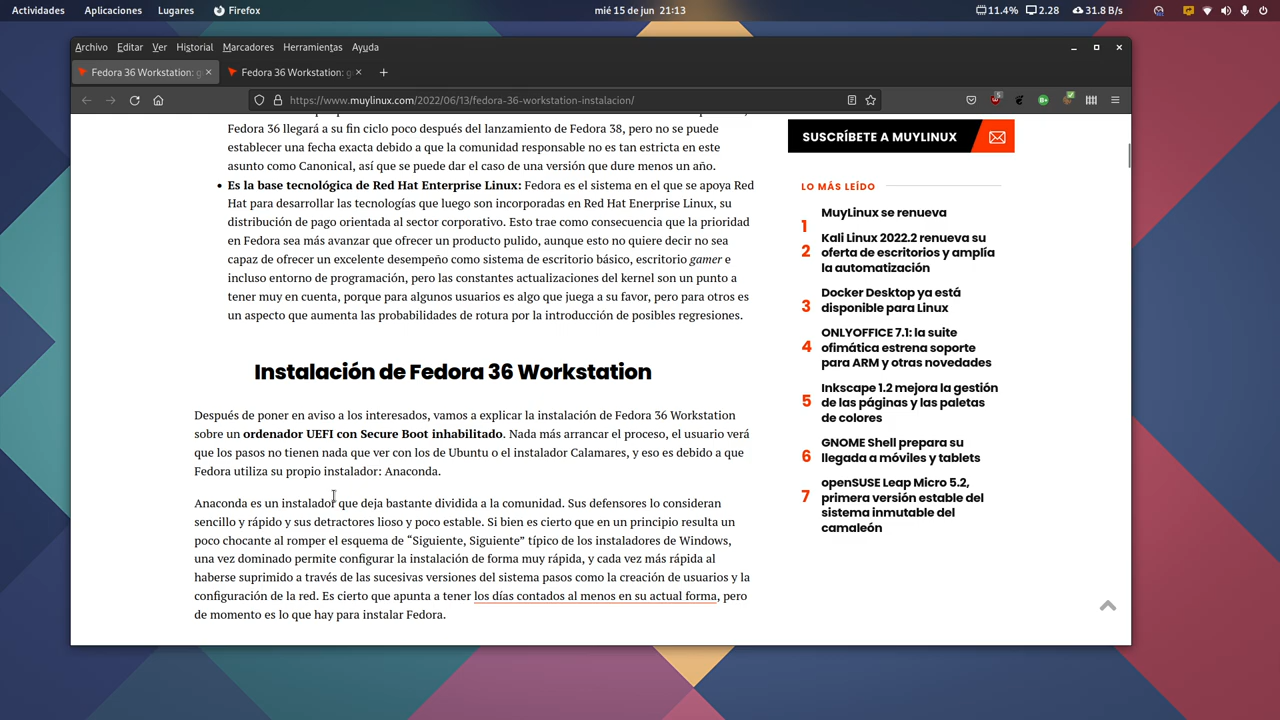 Actividades Aplicaciones Lugares Firefox mié 15 de jun 21:13 11.4% 2.28 31.8 B/s
Archivo Editar Ver Historial Marcadores Herramientas Ayuda
Fedora 36 Workstation: g Fedora 36 Workstation: g
https://www.muylinux.com/2022/06/13/fedora-36-workstation-instalacion/ 5
Fedora 36 llegará a su fin ciclo poco después del lanzamiento de Fedora 38, pero no se puede
establecer una fecha exacta debido a que la comunidad responsable no es tan estricta en este
asunto como Canonical, así que se puede dar el caso de una versión que dure menos un año.
• Es la base tecnológica de Red Hat Enterprise Linux: Fedora es el sistema en el que se apoya Red
Hat para desarrollar las tecnologías que luego son incorporadas en Red Hat Enerprise Linux, su
distribución de pago orientada al sector corporativo. Esto trae como consecuencia que la prioridad
en Fedora sea más avanzar que ofrecer un producto pulido, aunque esto no quiere decir no sea
capaz de ofrecer un excelente desempeño como sistema de escritorio básico, escritorio gamer e
incluso entorno de programación, pero las constantes actualizaciones del kernel son un punto a
tener muy en cuenta, porque para algunos usuarios es algo que juega a su favor, pero para otros es
un aspecto que aumenta las probabilidades de rotura por la introducción de posibles regresiones.
Instalación de Fedora 36 Workstation
Después de poner en aviso a los interesados, vamos a explicar la instalación de Fedora 36 Workstation
sobre un ordenador UEFI con Secure Boot inhabilitado. Nada más arrancar el proceso, el usuario verá
que los pasos no tienen nada que ver con los de Ubuntu o el instalador Calamares, y eso es debido a que
Fedora utiliza su propio instalador: Anaconda.
Anaconda es un instalador que deja bastante dividida a la comunidad. Sus defensores lo consideran
sencillo y rápido y sus detractores lioso y poco estable. Si bien es cierto que en un principio resulta un
poco chocante al romper el esquema de “Siguiente, Siguiente” típico de los instaladores de Windows,
una vez dominado permite configurar la instalación de forma muy rápida, y cada vez más rápida al
haberse suprimido a través de las sucesivas versiones del sistema pasos como la creación de usuarios y la
configuración de la red. Es cierto que apunta a tener los días contados al menos en su actual forma, pero
de momento es lo que hay para instalar Fedora.
SUSCRÍBETE A MUYLINUX
LO MÁS LEÍDO
1 MuyLinux se renueva
2 Kali Linux 2022.2 renueva su
oferta de escritorios y amplía
la automatización
3 Docker Desktop ya está
disponible para Linux
4 ONLYOFFICE 7.1: la suite
ofimática estrena soporte
para ARM y otras novedades
5 Inkscape 1.2 mejora la gestión
de las páginas y las paletas
de colores
6 GNOME Shell prepara su
llegada a móviles y tablets
7 openSUSE Leap Micro 5.2,
primera versión estable del
sistema inmutable del
camaleón